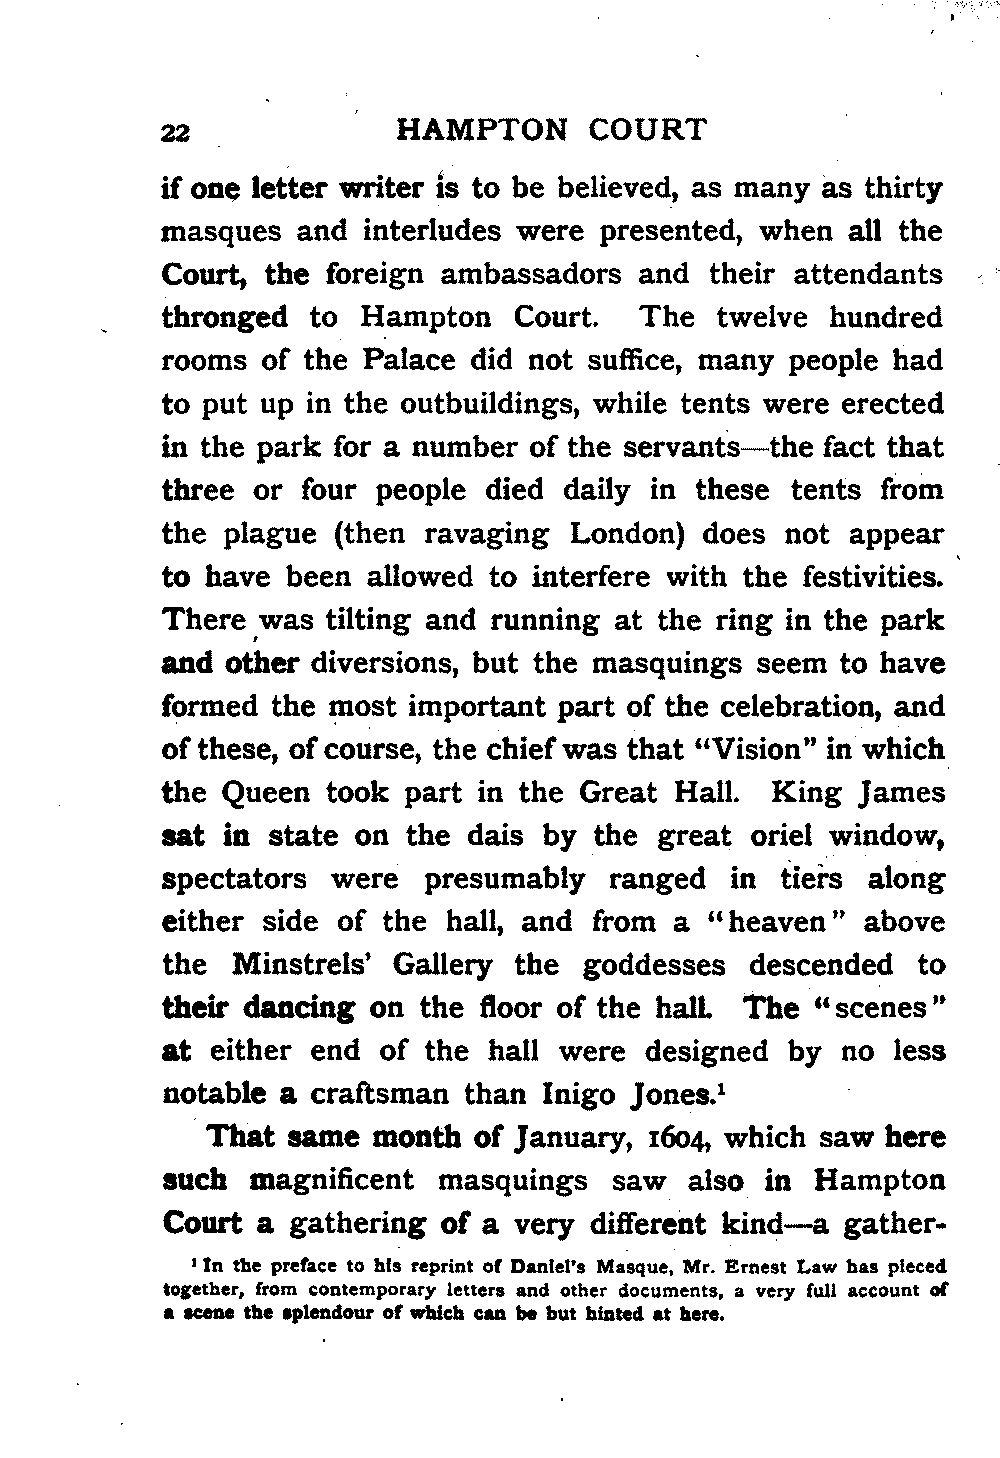 22 HAMPTON COURT
if one letter writer is to be believed, as many as thirty
masques and interludes were presented, when all the
Court, the foreign ambassadors and their attendants
thronged to Hampton Court. The twelve hundred
rooms of the Palace did not suffice, many people had
to put up in the outbuildings, while tents were erected
in the park for a number of the servants—the fact that
three or four people died daily in these tents from
the plague (then ravaging London) does not appear
to have been allowed to interfere with the festivities.
There was tilting and running at the ring in the park
and other diversions, but the masquings seem to have
formed the most important part of the celebration, and
of these, of course, the chief was that “Vision” in which
the Queen took part in the Great Hall. King James
sat in state on the dais by the great oriel window,
spectators were presumably ranged in tiers along
either side of the hall, and from a “heaven” above
the Minstrels’ Gallery the goddesses descended to
their dancing on the floor of the hall. The “scenes”
at either end of the hall were designed by no less
notable a craftsman than Inigo Jones.¹
That same month of January, 1604, which saw here
such magnificent masquings saw also in Hampton
Court a gathering of a very different kind—a gather-
¹ In the preface to his reprint of Daniel’s Masque, Mr. Ernest Law has pieced
together, from contemporary letters and other documents, a very full account of
a scene the splendour of which can be but hinted at here.